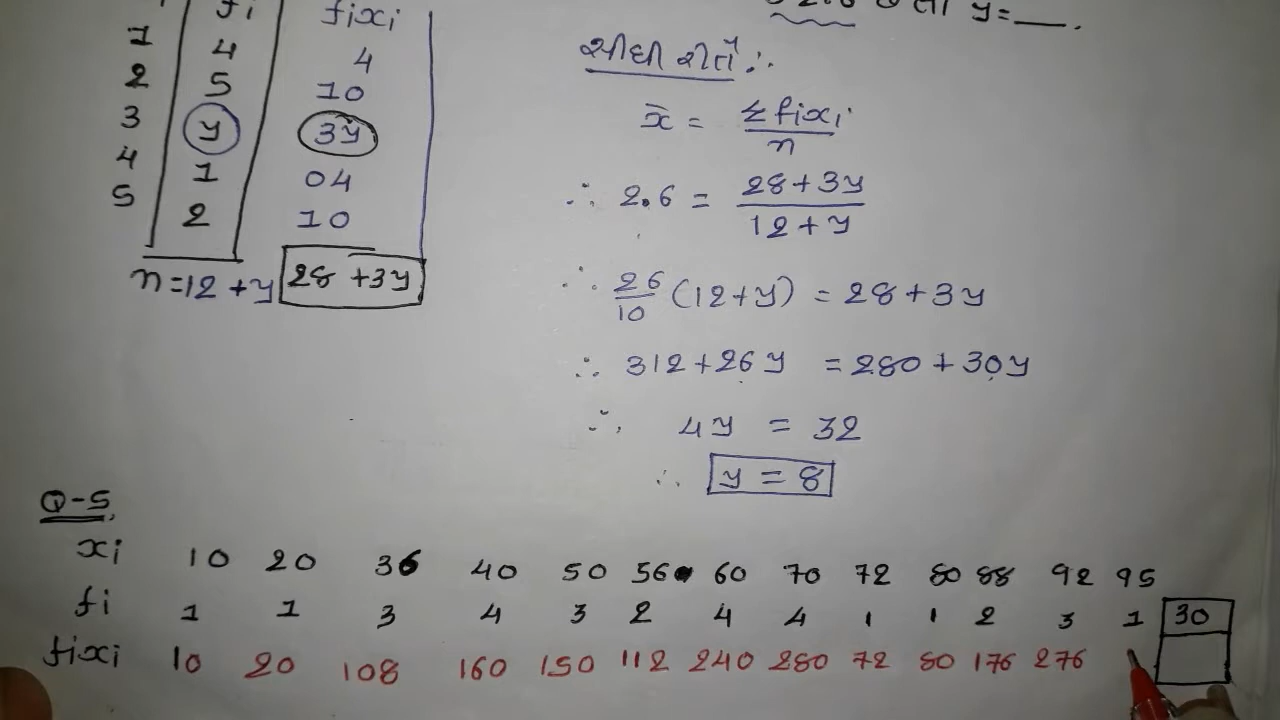 fi fixi
1 4 4
2 5 10
3 y 3y
4 1 04
5 2 10
n=12+y 28+3y
y=__.
સીધી રીતે ∴
x̄ = Σfixi/n
∴ 2.6 = 28+3y/12+y
∴ 26/10 (12+y) = 28+3y
∴ 312+26y = 280+30y
∴ 4y = 32
∴ y = 8
Q-5.
xi 10 20 36 40 50 56 60 70 72 80 88 92 95
fi 1 1 3 4 3 2 4 4 1 1 2 3 1 30
fixi 10 20 108 160 150 112 240 280 72 80 176 276